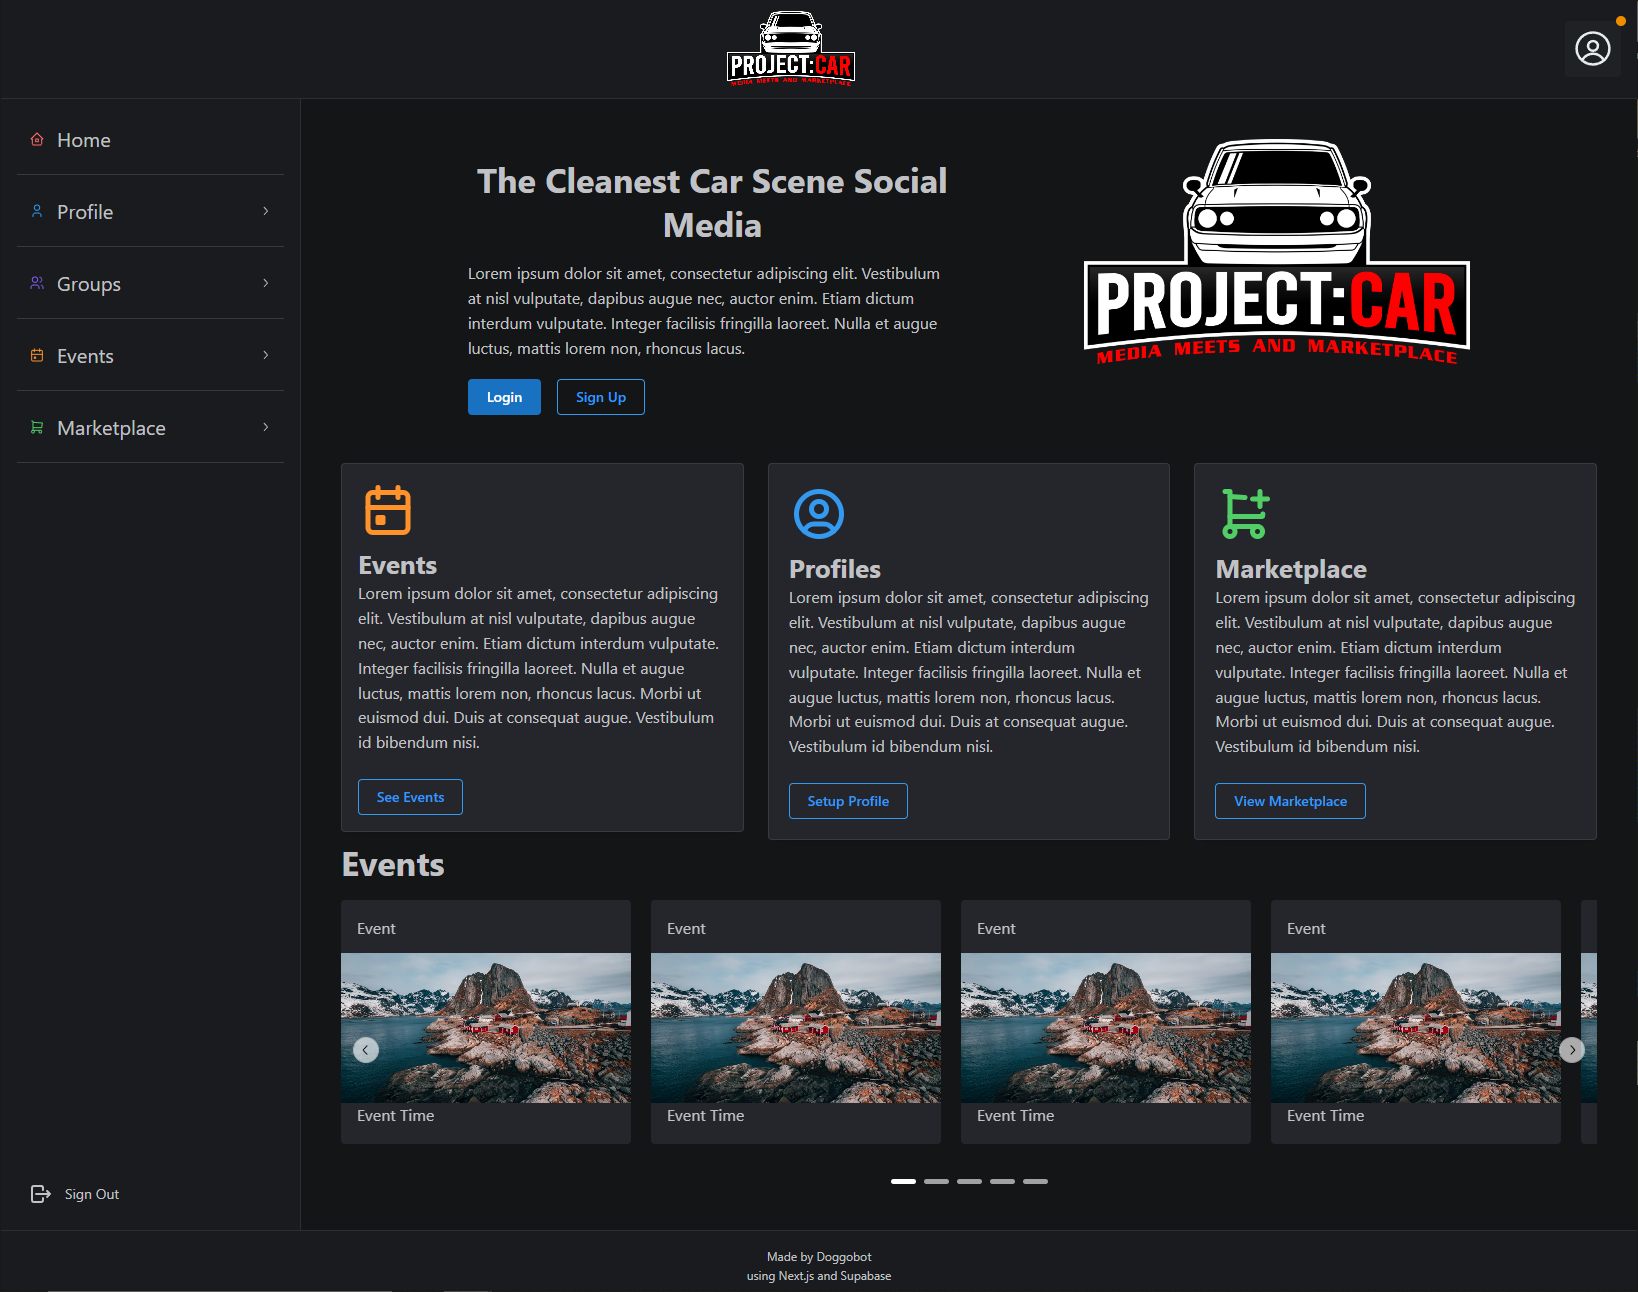 PROJECT:CAR
MEDIA MEETS AND MARKETPLACE
Home
Profile
Groups
Events
Marketplace
Sign Out
The Cleanest Car Scene Social
Media
Lorem ipsum dolor sit amet, consectetur adipiscing elit. Vestibulum
at nisl vulputate, dapibus augue nec, auctor enim. Etiam dictum
interdum vulputate. Integer facilisis fringilla laoreet. Nulla et augue
luctus, mattis lorem non, rhoncus lacus.
Login
Sign Up
PROJECT:CAR
MEDIA MEETS AND MARKETPLACE
Events
Lorem ipsum dolor sit amet, consectetur adipiscing
elit. Vestibulum at nisl vulputate, dapibus augue
nec, auctor enim. Etiam dictum interdum vulputate.
Integer facilisis fringilla laoreet. Nulla et augue
luctus, mattis lorem non, rhoncus lacus. Morbi ut
euismod dui. Duis at consequat augue. Vestibulum
id bibendum nisi.
See Events
Profiles
Lorem ipsum dolor sit amet, consectetur adipiscing
elit. Vestibulum at nisl vulputate, dapibus augue
nec, auctor enim. Etiam dictum interdum
vulputate. Integer facilisis fringilla laoreet. Nulla et
augue luctus, mattis lorem non, rhoncus lacus.
Morbi ut euismod dui. Duis at consequat augue.
Vestibulum id bibendum nisi.
Setup Profile
Marketplace
Lorem ipsum dolor sit amet, consectetur adipiscing
elit. Vestibulum at nisl vulputate, dapibus augue
nec, auctor enim. Etiam dictum interdum
vulputate. Integer facilisis fringilla laoreet. Nulla et
augue luctus, mattis lorem non, rhoncus lacus.
Morbi ut euismod dui. Duis at consequat augue.
Vestibulum id bibendum nisi.
View Marketplace
Events
Event
Event Time
Event
Event Time
Event
Event Time
Event
Event Time
Made by Doggobot
using Next.js and Supabase